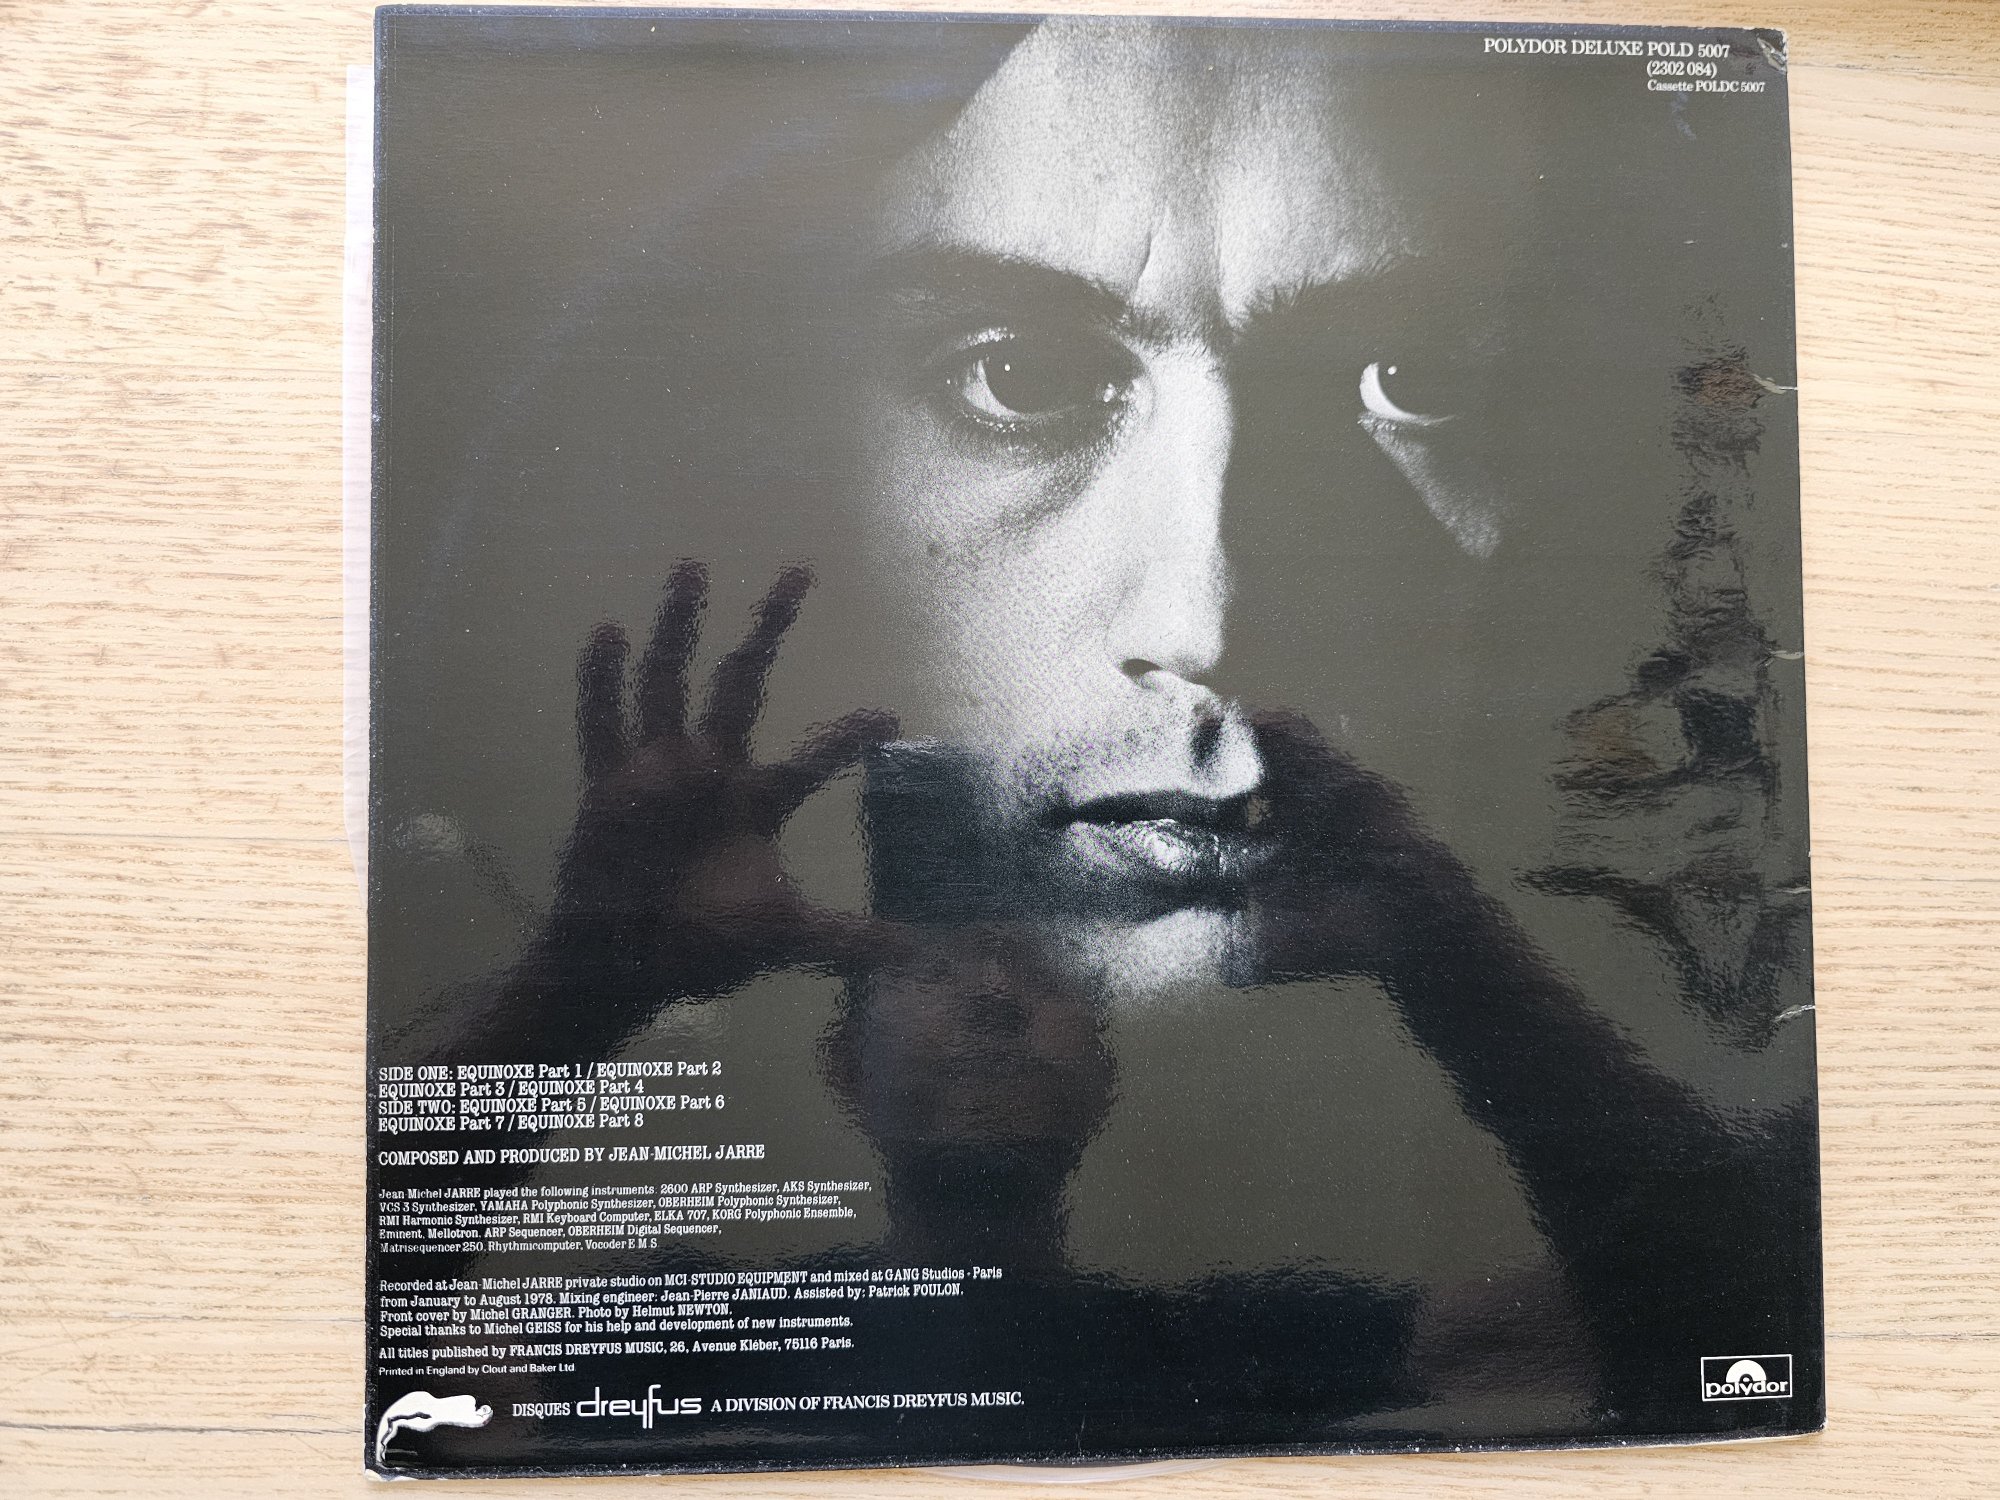 POLYDOR DELUXE POLD 5007
(2302 084)
Cassette POLDC 5007
SIDE ONE: EQUINOXE Part 1 / EQUINOXE Part 2
EQUINOXE Part 3 / EQUINOXE Part 4
SIDE TWO: EQUINOXE Part 5 / EQUINOXE Part 6
EQUINOXE Part 7 / EQUINOXE Part 8
COMPOSED AND PRODUCED BY JEAN-MICHEL JARRE
Jean-Michel JARRE played the following instruments: 2600 ARP Synthesizer, AKS Synthesizer,
VCS 3 Synthesizer, YAMAHA Polyphonic Synthesizer, OBERHEIM Polyphonic Synthesizer,
RMI Harmonic Synthesizer, RMI Keyboard Computer, ELKA 707, KORG Polyphonic Ensemble,
Eminent, Mellotron, ARP Sequencer, OBERHEIM Digital Sequencer,
Matrisequencer 250, Rhythmicomputer, Vocoder E M S
Recorded at Jean-Michel JARRE private studio on MCI-STUDIO EQUIPMENT and mixed at GANG Studios - Paris
from January to August 1978. Mixing engineer: Jean-Pierre JANIAUD. Assisted by: Patrick FOULON.
Front cover by Michel GRANGER. Photo by Helmut NEWTON.
Special thanks to Michel GEISS for his help and development of new instruments.
All titles published by FRANCIS DREYFUS MUSIC, 26, Avenue Kléber, 75116 Paris.
Printed in England by Clout and Baker Ltd
DISQUES dreyfus A DIVISION OF FRANCIS DREYFUS MUSIC.
polydor